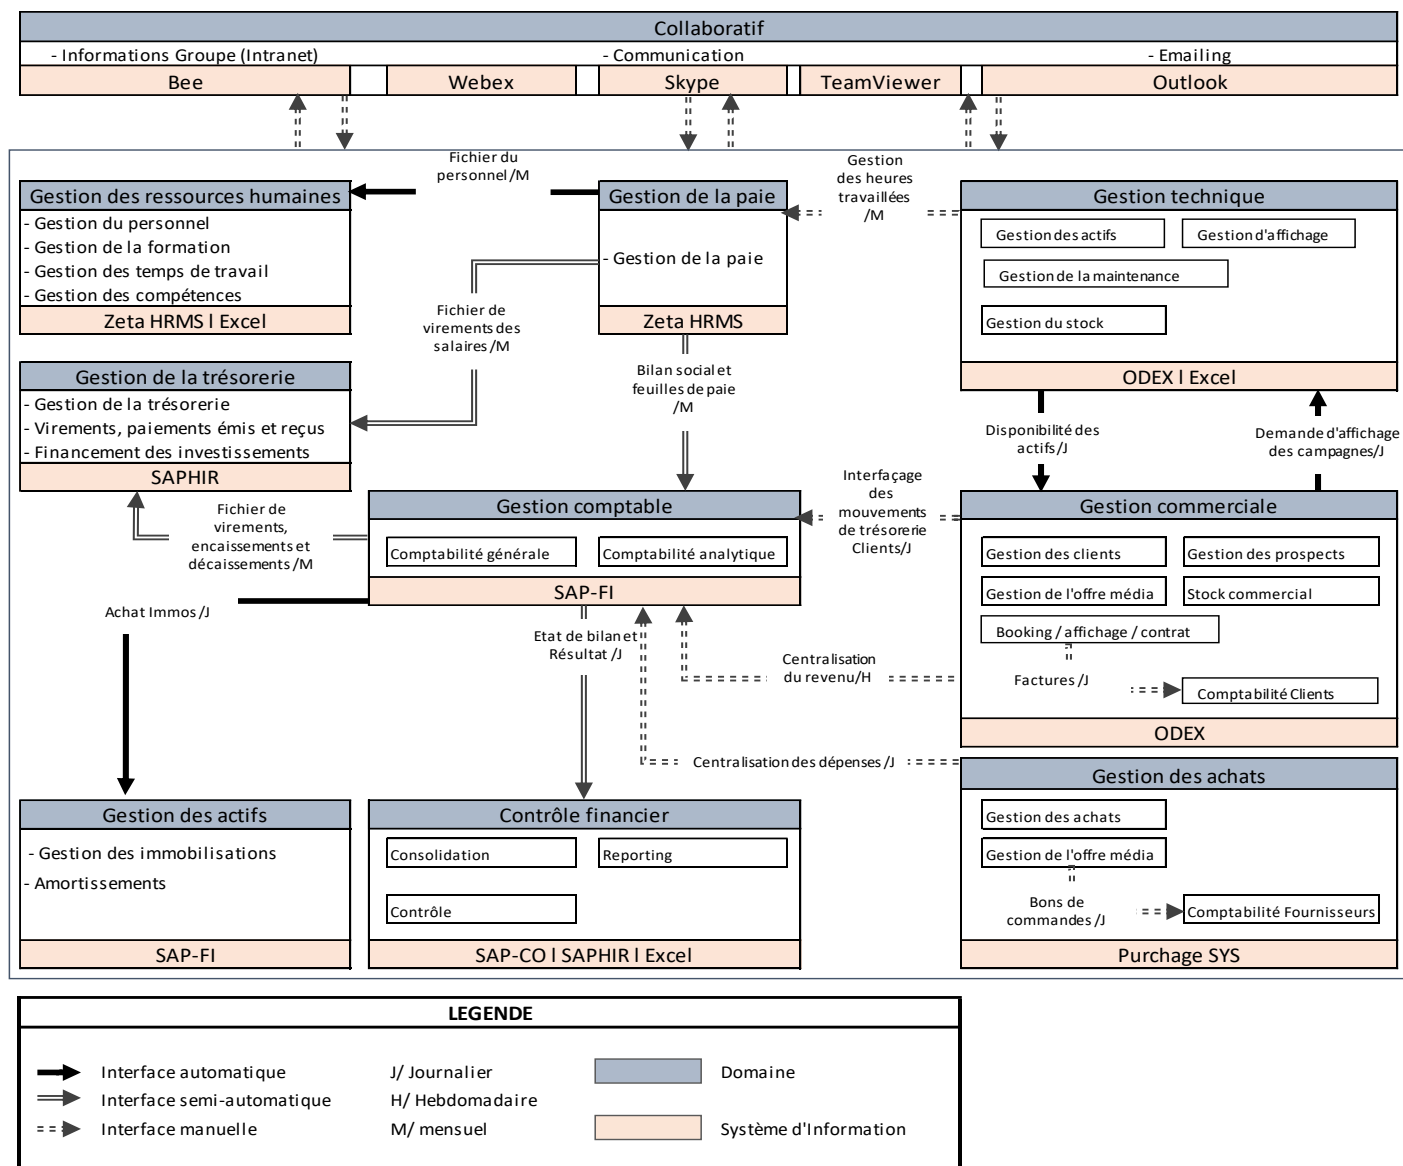 Collaboratif
- Informations Groupe (Intranet)
- Communication
- Emailing
Bee
Webex
Skype
TeamViewer
Outlook
Fichier du
personnel /M
Gestion
des heures
travaillées
/M
Gestion des ressources humaines
- Gestion du personnel
- Gestion de la formation
- Gestion des temps de travail
- Gestion des compétences
Zeta HRMS l Excel
Gestion de la paie
- Gestion de la paie
Zeta HRMS
Gestion technique
Gestion des actifs
Gestion d'affichage
Gestion de la maintenance
Gestion du stock
ODEX l Excel
Fichier de
virements des
salaires /M
Bilan social et
feuilles de paie
/M
Gestion de la trésorerie
- Gestion de la trésorerie
- Virements, paiements émis et reçus
- Financement des investissements
SAPHIR
Disponibilité des
actifs /J
Demande d'affichage
des campagnes/J
Fichier de
virements,
encaissements et
décaissements /M
Gestion comptable
Comptabilité générale
Comptabilité analytique
SAP-FI
Interfaçage
des
mouvements
de trésorerie
Clients/J
Gestion commerciale
Gestion des clients
Gestion des prospects
Gestion de l'offre média
Stock commercial
Booking / affichage / contrat
Factures /J
Comptabilité Clients
ODEX
Achat Immos /J
Etat de bilan et
Résultat /J
Centralisation
du revenu/H
Centralisation des dépenses /J
Gestion des achats
Gestion des achats
Gestion de l'offre média
Bons de
commandes /J
Comptabilité Fournisseurs
Purchage SYS
Gestion des actifs
- Gestion des immobilisations
- Amortissements
SAP-FI
Contrôle financier
Consolidation
Reporting
Contrôle
SAP-CO l SAPHIR l Excel
LEGENDE
Interface automatique
J/ Journalier
Domaine
Interface semi-automatique
H/ Hebdomadaire
Interface manuelle
M/ mensuel
Système d'Information